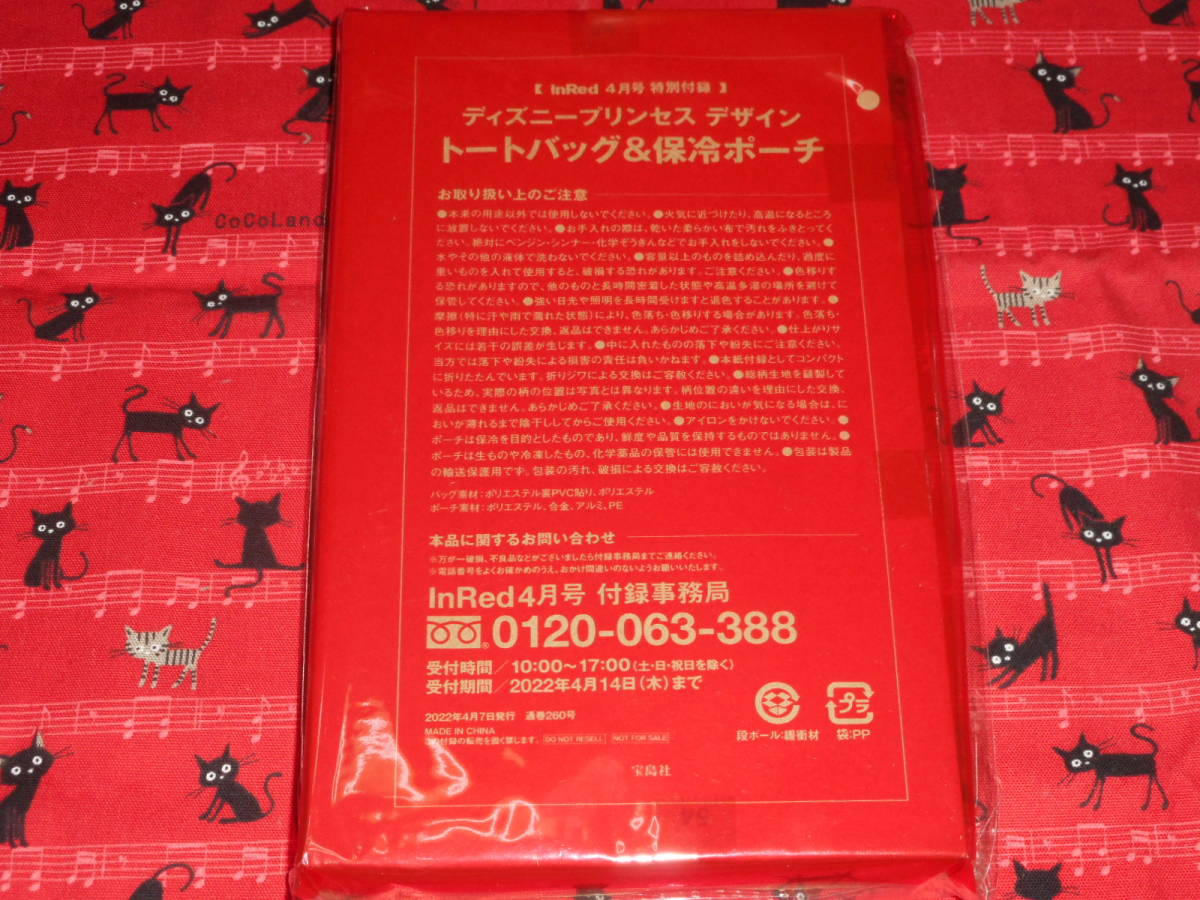 【 InRed 4月号 特別付録 】
ディズニープリンセス デザイン
トートバッグ&保冷ポーチ
お取り扱い上のご注意
●本来の用途以外では使用しないでください。●火気に近づけたり、高温になるところ
に放置しないでください。●お手入れの際は、乾いた柔らかい布で汚れをふきとってく
ださい。絶対にベンジン・シンナー・化学ぞうきんなどでお手入れをしないでください。●
水やその他の液体で洗わないでください。●容量以上のものを詰め込んだり、過度に
重いものを入れて使用すると、破損する恐れがあります。ご注意ください。●色移りす
る恐れがありますので、他のものと長時間密着した状態や高温多湿の場所を避けて
保管してください。●強い日光や照明を長時間受けますと退色することがあります。●
摩擦(特に汗や雨で濡れた状態)により、色落ち・色移りする場合があります。色落ち・
色移りを理由にした交換、返品はできません。あらかじめご了承ください。●仕上がりサ
イズには若干の誤差が生じます。●中に入れたものの落下や紛失にご注意ください。
当方では落下や紛失による損害の責任は負いかねます。●本紙付録としてコンパクト
に折りたたんでいます。折りジワによる交換はご容赦ください。●総柄生地を縫製して
いるため、実際の柄の位置は写真とは異なります。柄位置の違いを理由にした交換、
返品はできません。あらかじめご了承ください。●生地のにおいが気になる場合は、に
おいが薄れるまで陰干ししてからご使用ください。●アイロンをかけないでください。●
ポーチは保冷を目的としたものであり、鮮度や品質を保持するものではありません。●
ポーチは生ものや冷凍したもの、化学薬品の保管には使用できません。●包装は製品
の輸送保護用です。包装の汚れ、破損による交換はご容赦ください。
バッグ素材:ポリエステル裏PVC貼り、ポリエステル
ポーチ素材:ポリエステル、合金、アルミ、PE
本品に関するお問い合わせ
※万が一破損、不良品などがございましたら付録事務局までご連絡ください。
※電話番号をよくお確かめのうえ、おかけ間違いのないようお願いいたします。
InRed4月号 付録事務局
0120-063-388
受付時間/10:00〜17:00(土・日・祝日を除く)
受付期間/2022年4月14日(木)まで
2022年4月7日発行 通巻260号
MADE IN CHINA
この付録の転売を固く禁じます。 DO NOT RESELL NOT FOR SALE
段ボール:緩衝材
プラ
袋:PP
宝島社
CoCoLand